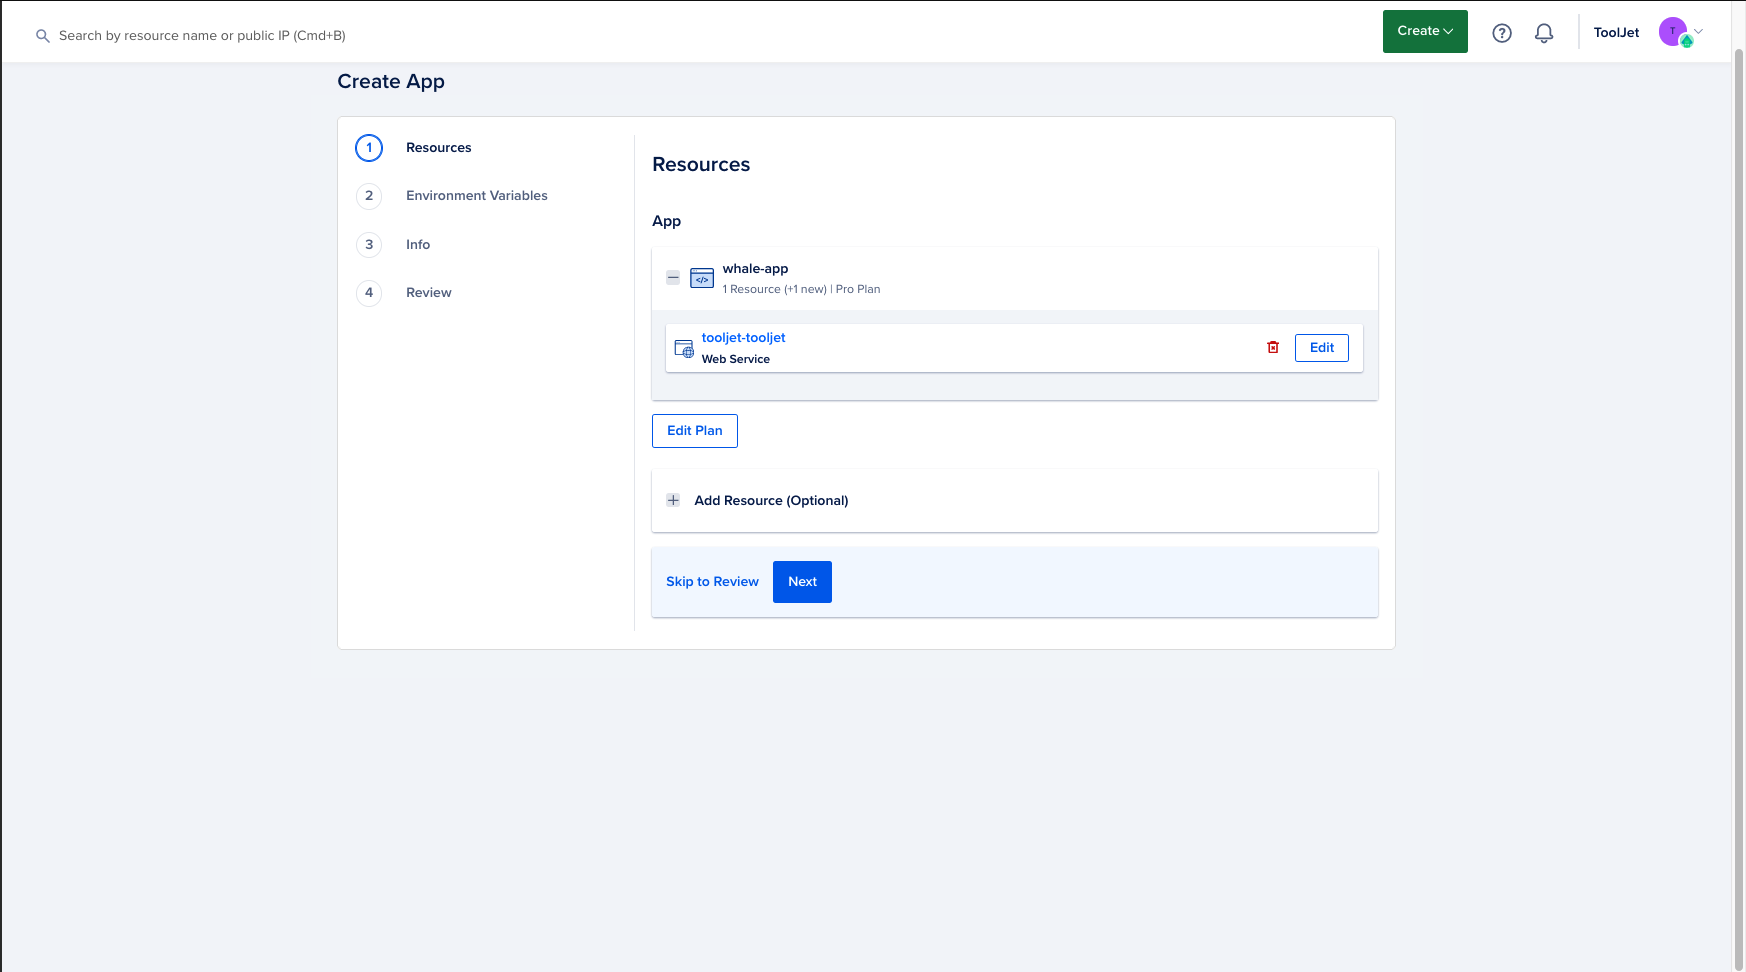 Search by resource name or public IP (Cmd+B)
Create
?
ToolJet
T
Create App
1 Resources
2 Environment Variables
3 Info
4 Review
Resources
App
</>
whale-app
1 Resource (+1 new) | Pro Plan
tooljet-tooljet
Web Service
Edit
Edit Plan
Add Resource (Optional)
Skip to Review
Next